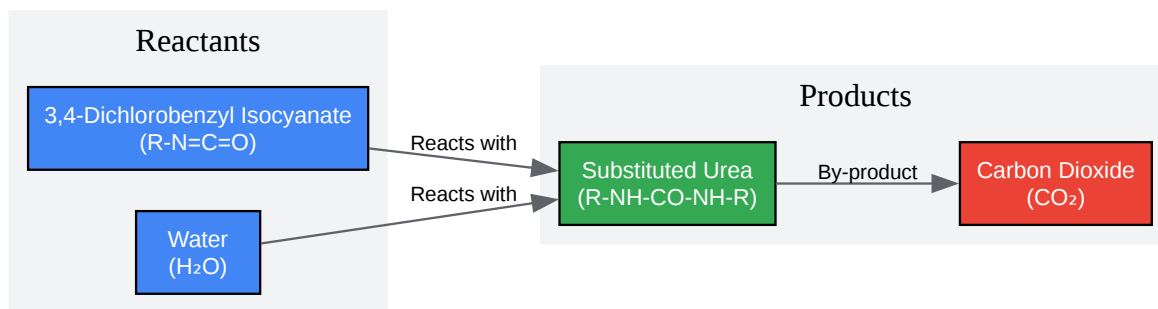 Reactants
3,4-Dichlorobenzyl Isocyanate
(R-N=C=O)
Water
(H₂O)
Reacts with
Reacts with
Products
Substituted Urea
(R-NH-CO-NH-R)
By-product
Carbon Dioxide
(CO₂)